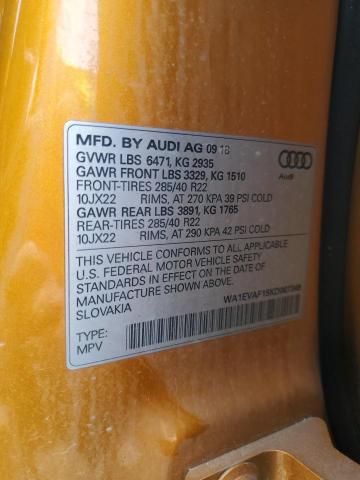 MFD. BY AUDI AG 09 18
GVWR LBS 6471, KG 2935
GAWR FRONT LBS 3329, KG 1510
FRONT-TIRES 285/40 R22
10JX22 RIMS, AT 270 KPA 39 PSI COLD
GAWR REAR LBS 3891, KG 1765
REAR-TIRES 285/40 R22
10JX22 RIMS, AT 290 KPA 42 PSI COLD
THIS VEHICLE CONFORMS TO ALL APPLICABLE
U.S. FEDERAL MOTOR VEHICLE SAFETY
STANDARDS IN EFFECT ON THE DATE OF
MANUFACTURE SHOWN ABOVE.
SLOVAKIA
TYPE:
MPV
Audi